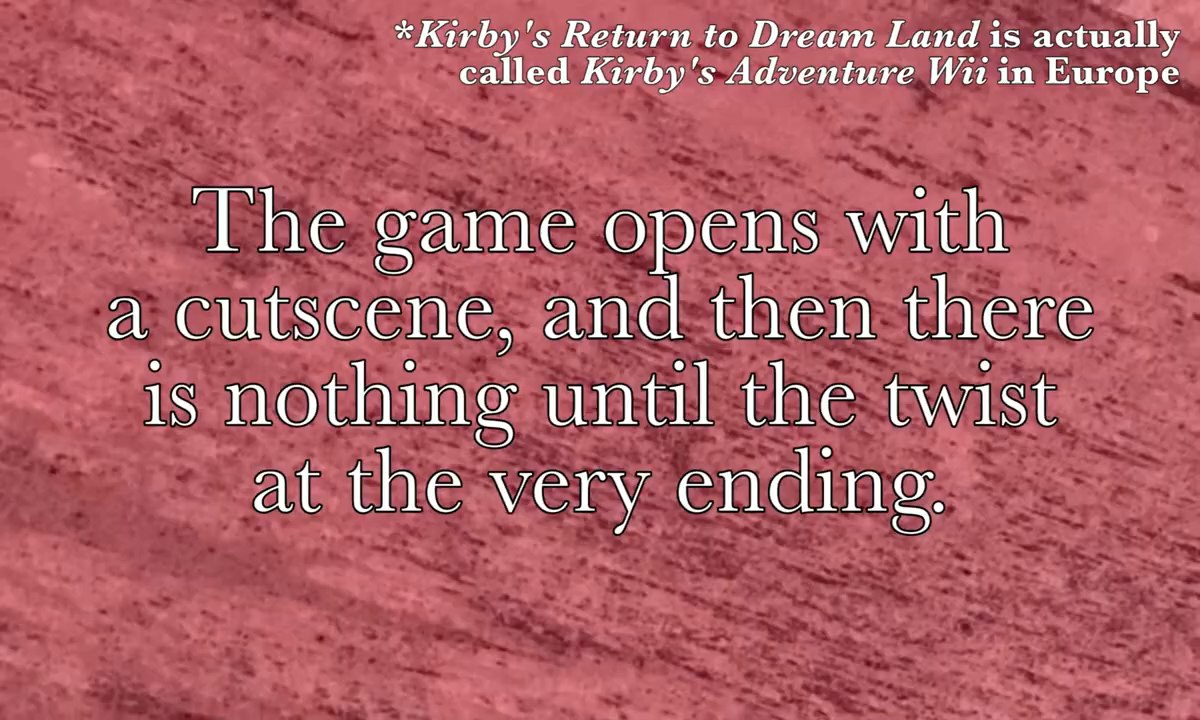 *Kirby's Return to Dream Land is actually
called Kirby's Adventure Wii in Europe
The game opens with
a cutscene, and then there
is nothing until the twist
at the very ending.